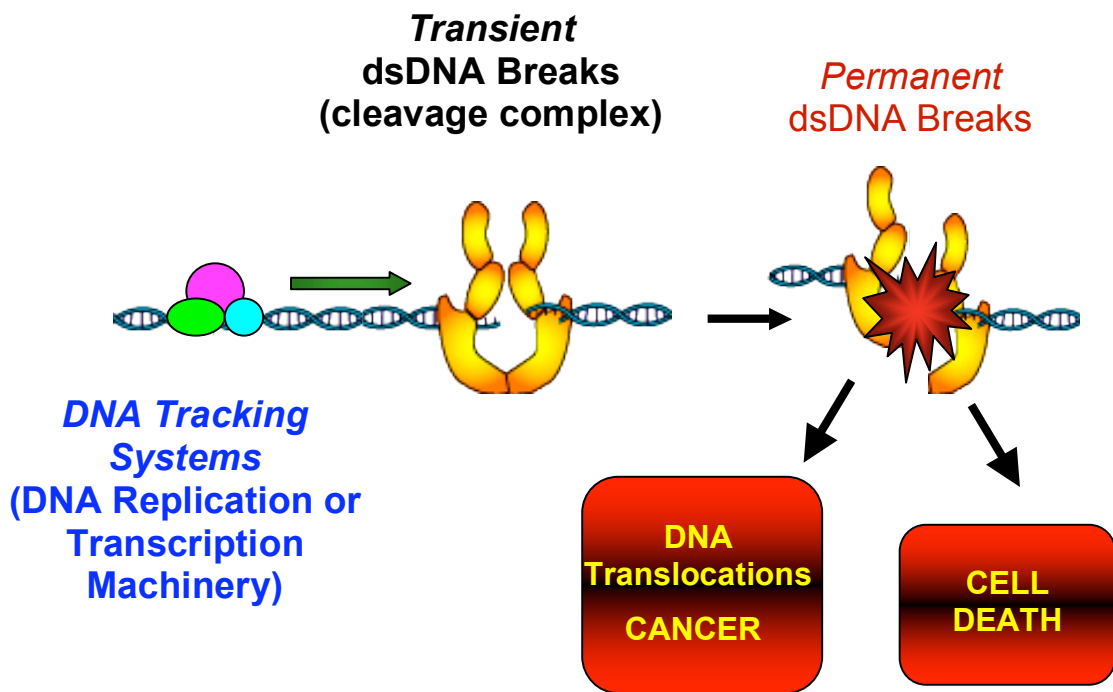 Transient
dsDNA Breaks
(cleavage complex)
Permanent
dsDNA Breaks
DNA Tracking
Systems
(DNA Replication or
Transcription
Machinery)
DNA
Translocations
CANCER
CELL
DEATH